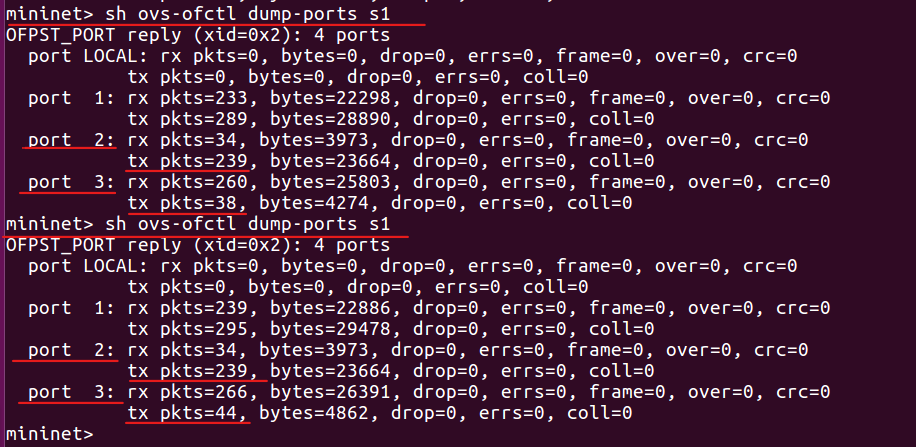 mininet> sh ovs-ofctl dump-ports s1
OFPST_PORT reply (xid=0x2): 4 ports
  port LOCAL: rx pkts=0, bytes=0, drop=0, errs=0, frame=0, over=0, crc=0
           tx pkts=0, bytes=0, drop=0, errs=0, coll=0
  port  1: rx pkts=233, bytes=22298, drop=0, errs=0, frame=0, over=0, crc=0
           tx pkts=289, bytes=28890, drop=0, errs=0, coll=0
  port  2: rx pkts=34, bytes=3973, drop=0, errs=0, frame=0, over=0, crc=0
           tx pkts=239, bytes=23664, drop=0, errs=0, coll=0
  port  3: rx pkts=260, bytes=25803, drop=0, errs=0, frame=0, over=0, crc=0
           tx pkts=38, bytes=4274, drop=0, errs=0, coll=0
mininet> sh ovs-ofctl dump-ports s1
OFPST_PORT reply (xid=0x2): 4 ports
  port LOCAL: rx pkts=0, bytes=0, drop=0, errs=0, frame=0, over=0, crc=0
           tx pkts=0, bytes=0, drop=0, errs=0, coll=0
  port  1: rx pkts=239, bytes=22886, drop=0, errs=0, frame=0, over=0, crc=0
           tx pkts=295, bytes=29478, drop=0, errs=0, coll=0
  port  2: rx pkts=34, bytes=3973, drop=0, errs=0, frame=0, over=0, crc=0
           tx pkts=239, bytes=23664, drop=0, errs=0, coll=0
  port  3: rx pkts=266, bytes=26391, drop=0, errs=0, frame=0, over=0, crc=0
           tx pkts=44, bytes=4862, drop=0, errs=0, coll=0
mininet>